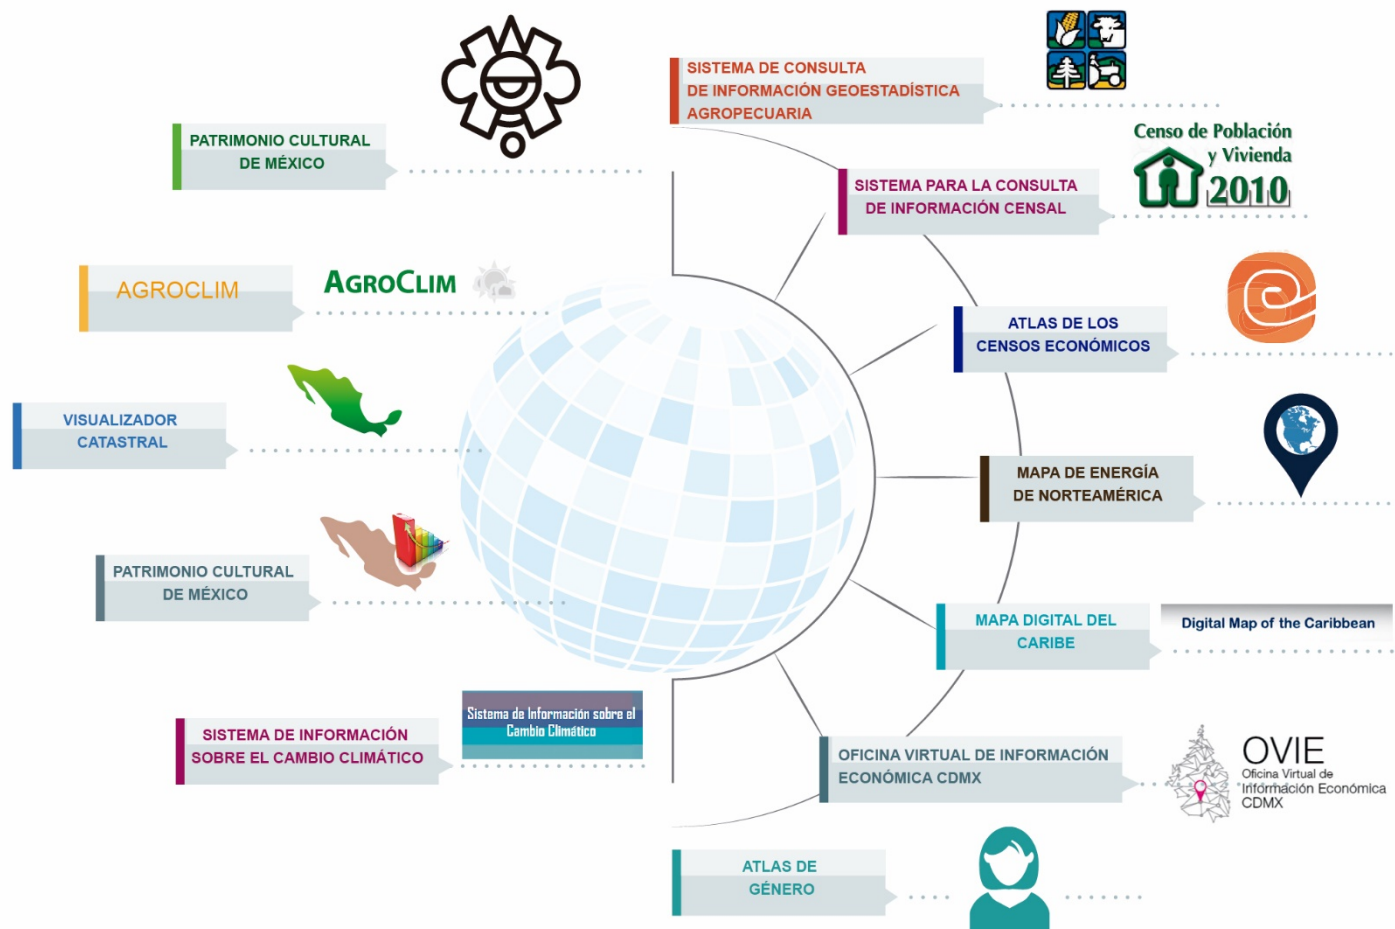 PATRIMONIO CULTURAL
DE MÉXICO
AGROCLIM
AGROCLIM
VISUALIZADOR
CATASTRAL
PATRIMONIO CULTURAL
DE MÉXICO
SISTEMA DE INFORMACIÓN
SOBRE EL CAMBIO CLIMÁTICO
Sistema de Información sobre el
Cambio Climático
SISTEMA DE CONSULTA
DE INFORMACIÓN GEOESTADÍSTICA
AGROPECUARIA
SISTEMA PARA LA CONSULTA
DE INFORMACIÓN CENSAL
Censo de Población
y Vivienda
2010
ATLAS DE LOS
CENSOS ECONÓMICOS
MAPA DE ENERGÍA
DE NORTEAMÉRICA
MAPA DIGITAL DEL
CARIBE
Digital Map of the Caribbean
OFICINA VIRTUAL DE INFORMACIÓN
ECONÓMICA CDMX
OVIE
Oficina Virtual de
Información Económica
CDMX
ATLAS DE
GÉNERO